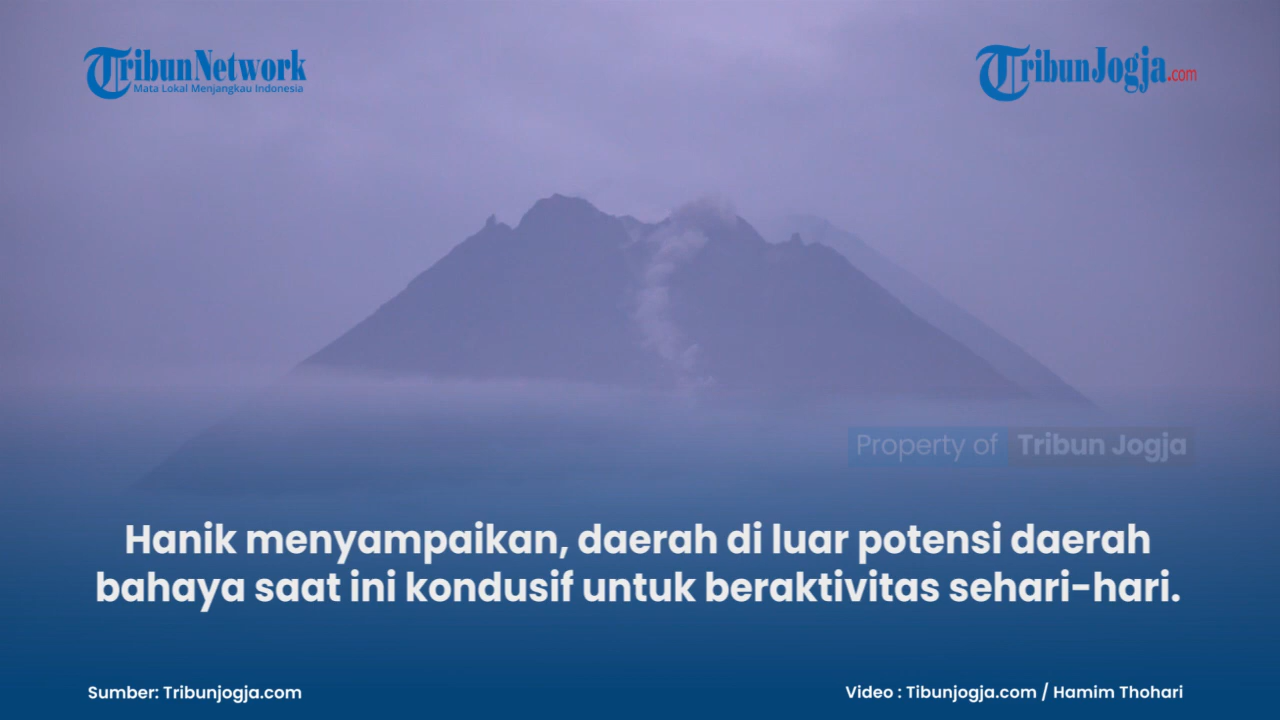 TribunNetwork
Mata Lokal Menjangkau Indonesia
TribunJogja.com
Property of Tribun Jogja
Hanik menyampaikan, daerah di luar potensi daerah
bahaya saat ini kondusif untuk beraktivitas sehari-hari.
Sumber: Tribunjogja.com
Video : Tibunjogja.com / Hamim Thohari